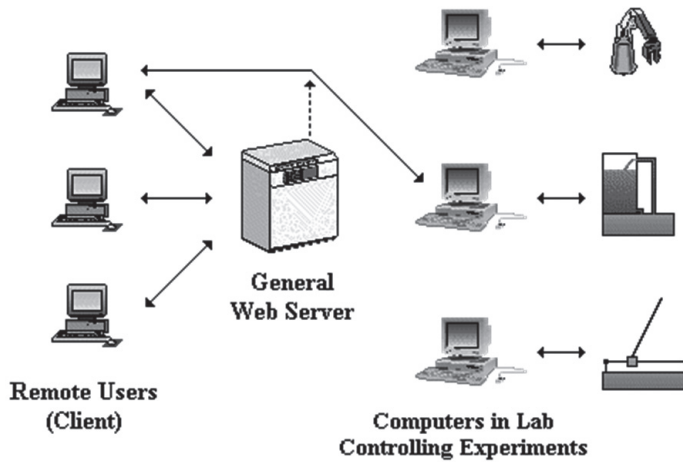 General
Web Server
Remote Users
(Client)
Computers in Lab
Controlling Experiments